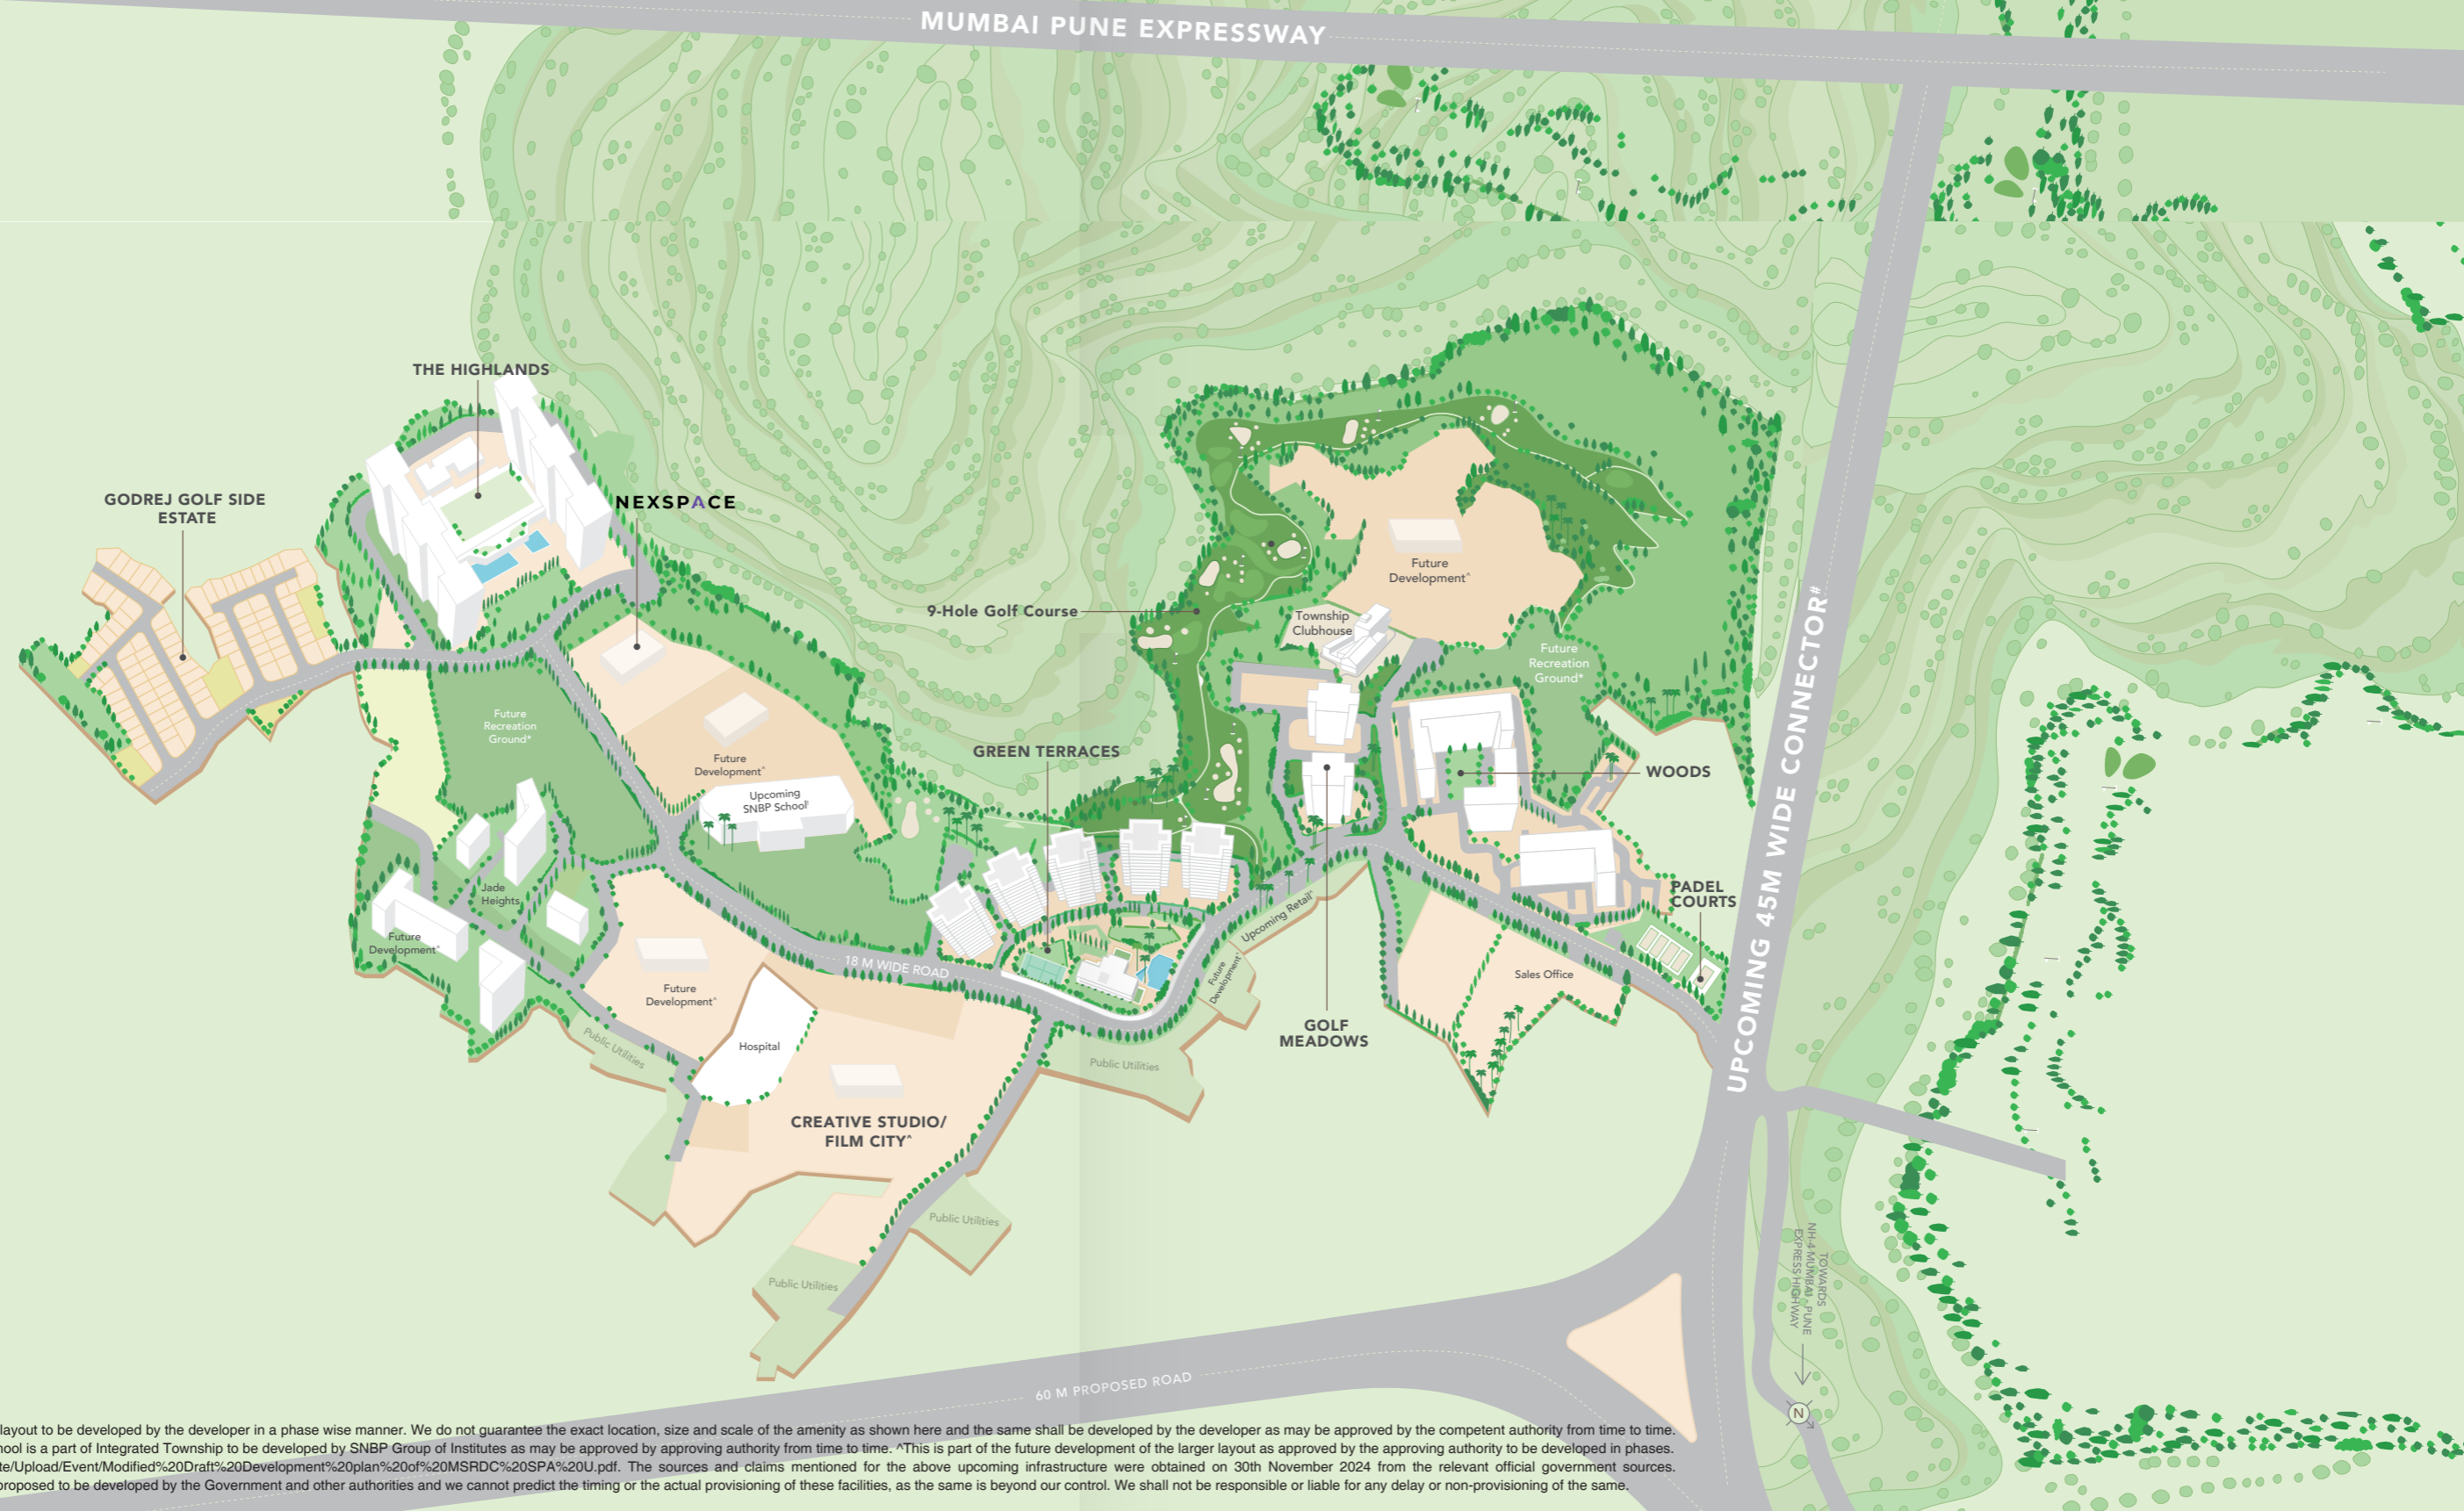 MUMBAI PUNE EXPRESSWAY
THE HIGHLANDS
GODREJ GOLF SIDE
ESTATE
NEXSPACE
9-Hole Golf Course
Future
Development^
Township
Clubhouse
Future
Recreation
Ground*
UPCOMING 45M WIDE CONNECTOR#
Future
Recreation
Ground*
Future
Development^
GREEN TERRACES
WOODS
Upcoming
SNBP School!
Jade
Heights
PADEL
COURTS
Future
Development^
Upcoming Retail^
18 M WIDE ROAD
Future
Development^
Sales Office
Future
Development^
Hospital
GOLF
MEADOWS
Public Utilities
Public Utilities
CREATIVE STUDIO/
FILM CITY^
Public Utilities
Public Utilities
TOWARDS
NH-4 MUMBAI - PUNE
EXPRESS HIGHWAY
60 M PROPOSED ROAD
N
layout to be developed by the developer in a phase wise manner. We do not guarantee the exact location, size and scale of the amenity as shown here and the same shall be developed by the developer as may be approved by the competent authority from time to time.
hool is a part of Integrated Township to be developed by SNBP Group of Institutes as may be approved by approving authority from time to time. ^This is part of the future development of the larger layout as approved by the approving authority to be developed in phases.
te/Upload/Event/Modified%20Draft%20Development%20plan%20of%20MSRDC%20SPA%20U.pdf. The sources and claims mentioned for the above upcoming infrastructure were obtained on 30th November 2024 from the relevant official government sources.
proposed to be developed by the Government and other authorities and we cannot predict the timing or the actual provisioning of these facilities, as the same is beyond our control. We shall not be responsible or liable for any delay or non-provisioning of the same.